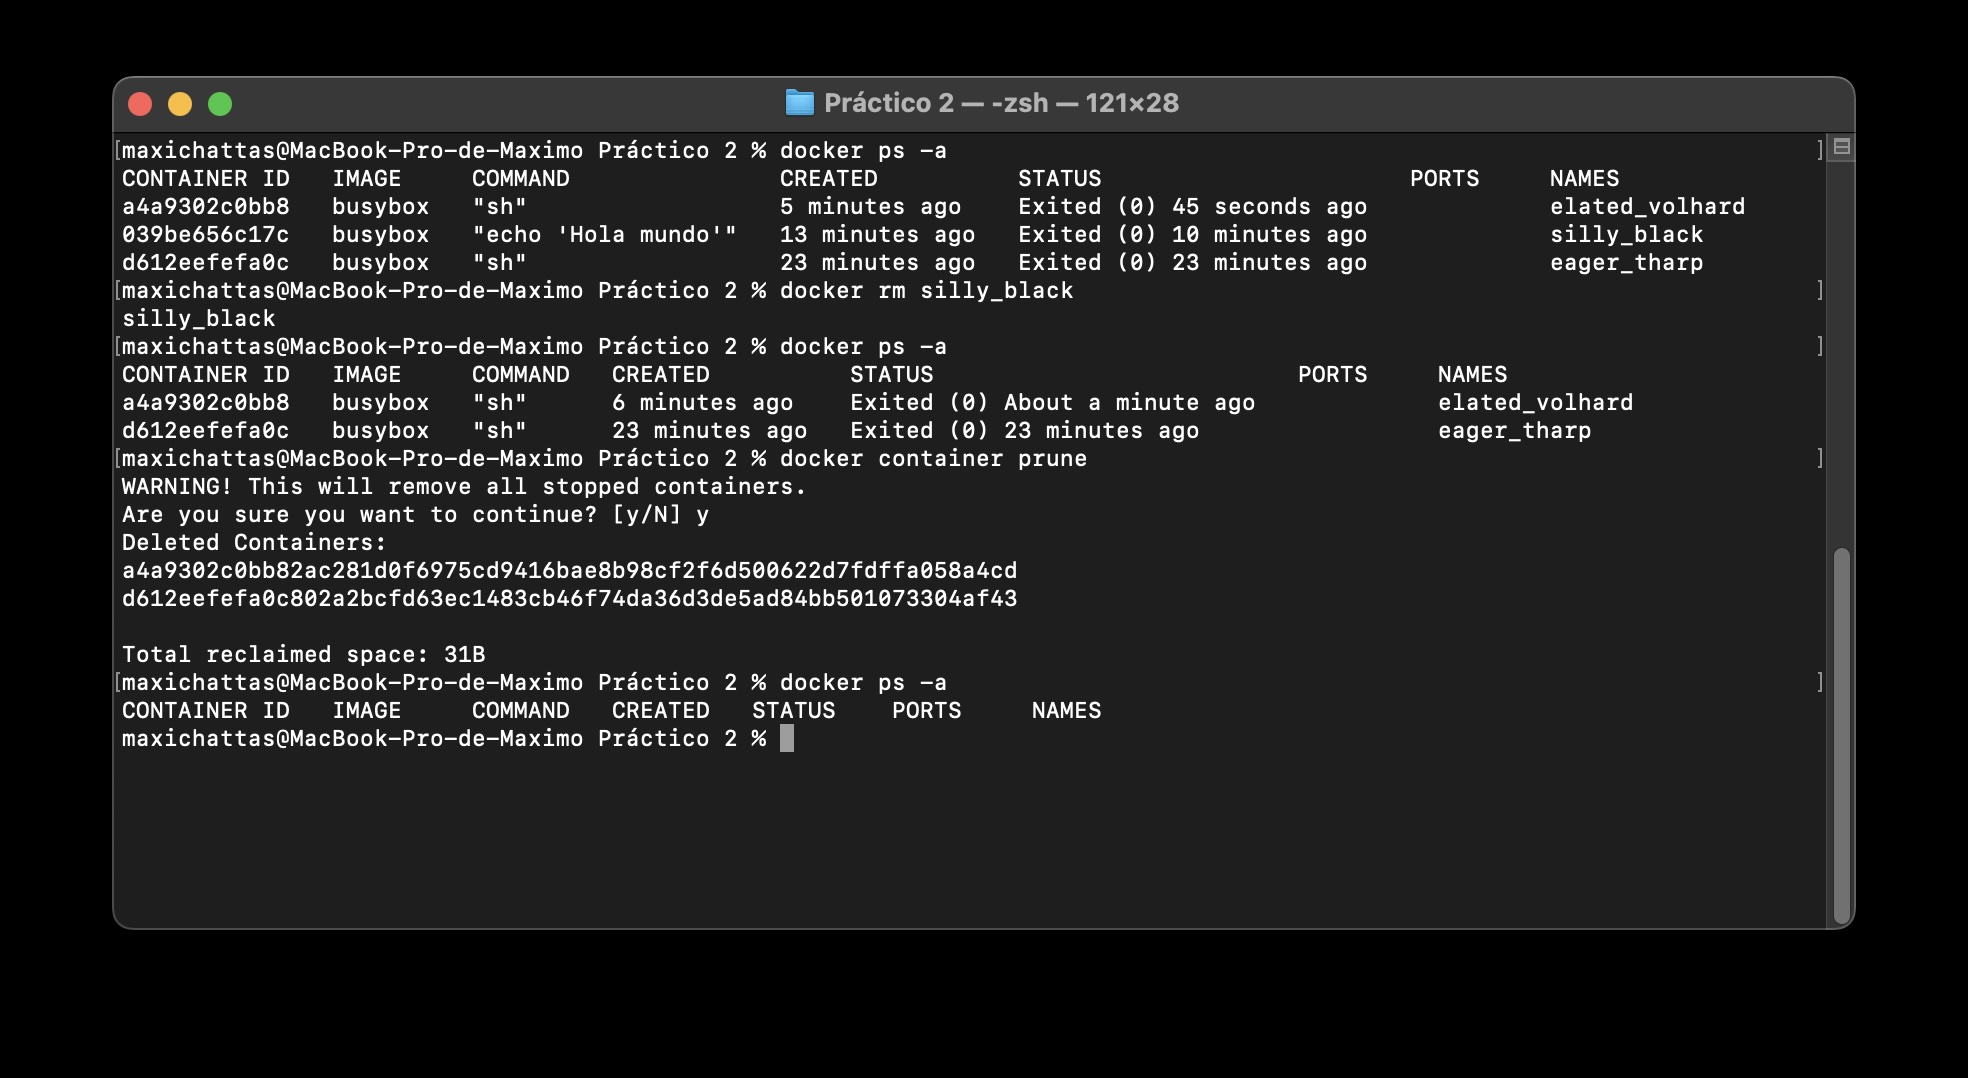 Práctico 2 — -zsh — 121×28
maxichattas@MacBook-Pro-de-Maximo Práctico 2 % docker ps -a
CONTAINER ID   IMAGE     COMMAND               CREATED          STATUS                      PORTS     NAMES
a4a9302c0bb8   busybox   "sh"                  5 minutes ago    Exited (0) 45 seconds ago             elated_volhard
039be656c17c   busybox   "echo 'Hola mundo'"   13 minutes ago   Exited (0) 10 minutes ago             silly_black
d612eefefa0c   busybox   "sh"                  23 minutes ago   Exited (0) 23 minutes ago             eager_tharp
maxichattas@MacBook-Pro-de-Maximo Práctico 2 % docker rm silly_black
silly_black
maxichattas@MacBook-Pro-de-Maximo Práctico 2 % docker ps -a
CONTAINER ID   IMAGE     COMMAND   CREATED          STATUS                          PORTS     NAMES
a4a9302c0bb8   busybox   "sh"      6 minutes ago    Exited (0) About a minute ago             elated_volhard
d612eefefa0c   busybox   "sh"      23 minutes ago   Exited (0) 23 minutes ago                 eager_tharp
maxichattas@MacBook-Pro-de-Maximo Práctico 2 % docker container prune
WARNING! This will remove all stopped containers.
Are you sure you want to continue? [y/N] y
Deleted Containers:
a4a9302c0bb82ac281d0f6975cd9416bae8b98cf2f6d500622d7fdffa058a4cd
d612eefefa0c802a2bcfd63ec1483cb46f74da36d3de5ad84bb501073304af43

Total reclaimed space: 31B
maxichattas@MacBook-Pro-de-Maximo Práctico 2 % docker ps -a
CONTAINER ID   IMAGE     COMMAND   CREATED   STATUS    PORTS     NAMES
maxichattas@MacBook-Pro-de-Maximo Práctico 2 %